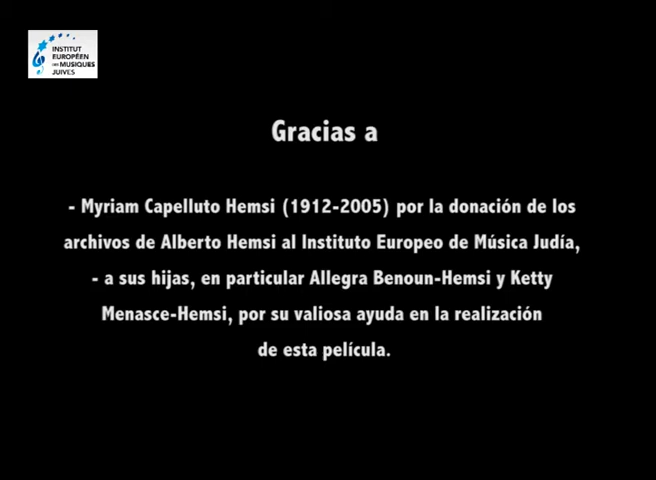 INSTITUT
EUROPÉEN
DES MUSIQUES
JUIVES
Gracias a
- Myriam Capelluto Hemsi (1912-2005) por la donación de los
archivos de Alberto Hemsi al Instituto Europeo de Música Judía,
- a sus hijas, en particular Allegra Benoun-Hemsi y Ketty
Menasce-Hemsi, por su valiosa ayuda en la realización
de esta película.